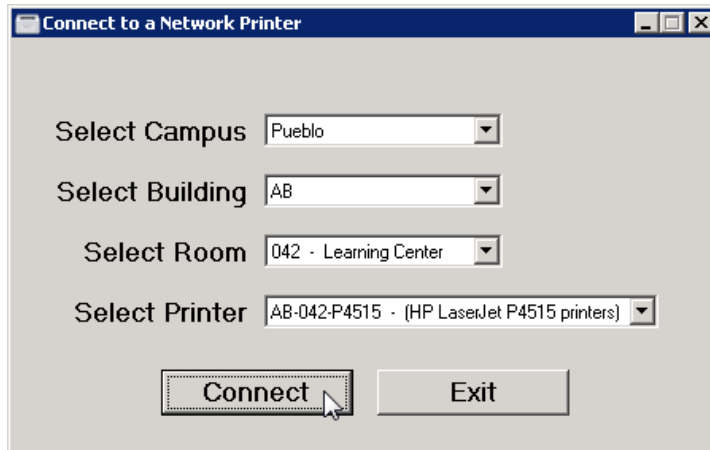 Connect to a Network Printer
Select Campus Pueblo
Select Building AB
Select Room 042 - Learning Center
Select Printer AB-042-P4515 - (HP LaserJet P4515 printers)
Connect Exit